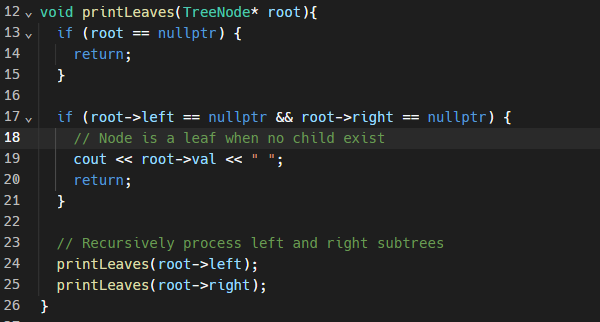 12 void printLeaves(TreeNode* root){
13   if (root == nullptr) {
14     return;
15   }
16
17   if (root->left == nullptr && root->right == nullptr) {
18     // Node is a leaf when no child exist
19     cout << root->val << " ";
20     return;
21   }
22
23   // Recursively process left and right subtrees
24   printLeaves(root->left);
25   printLeaves(root->right);
26 }